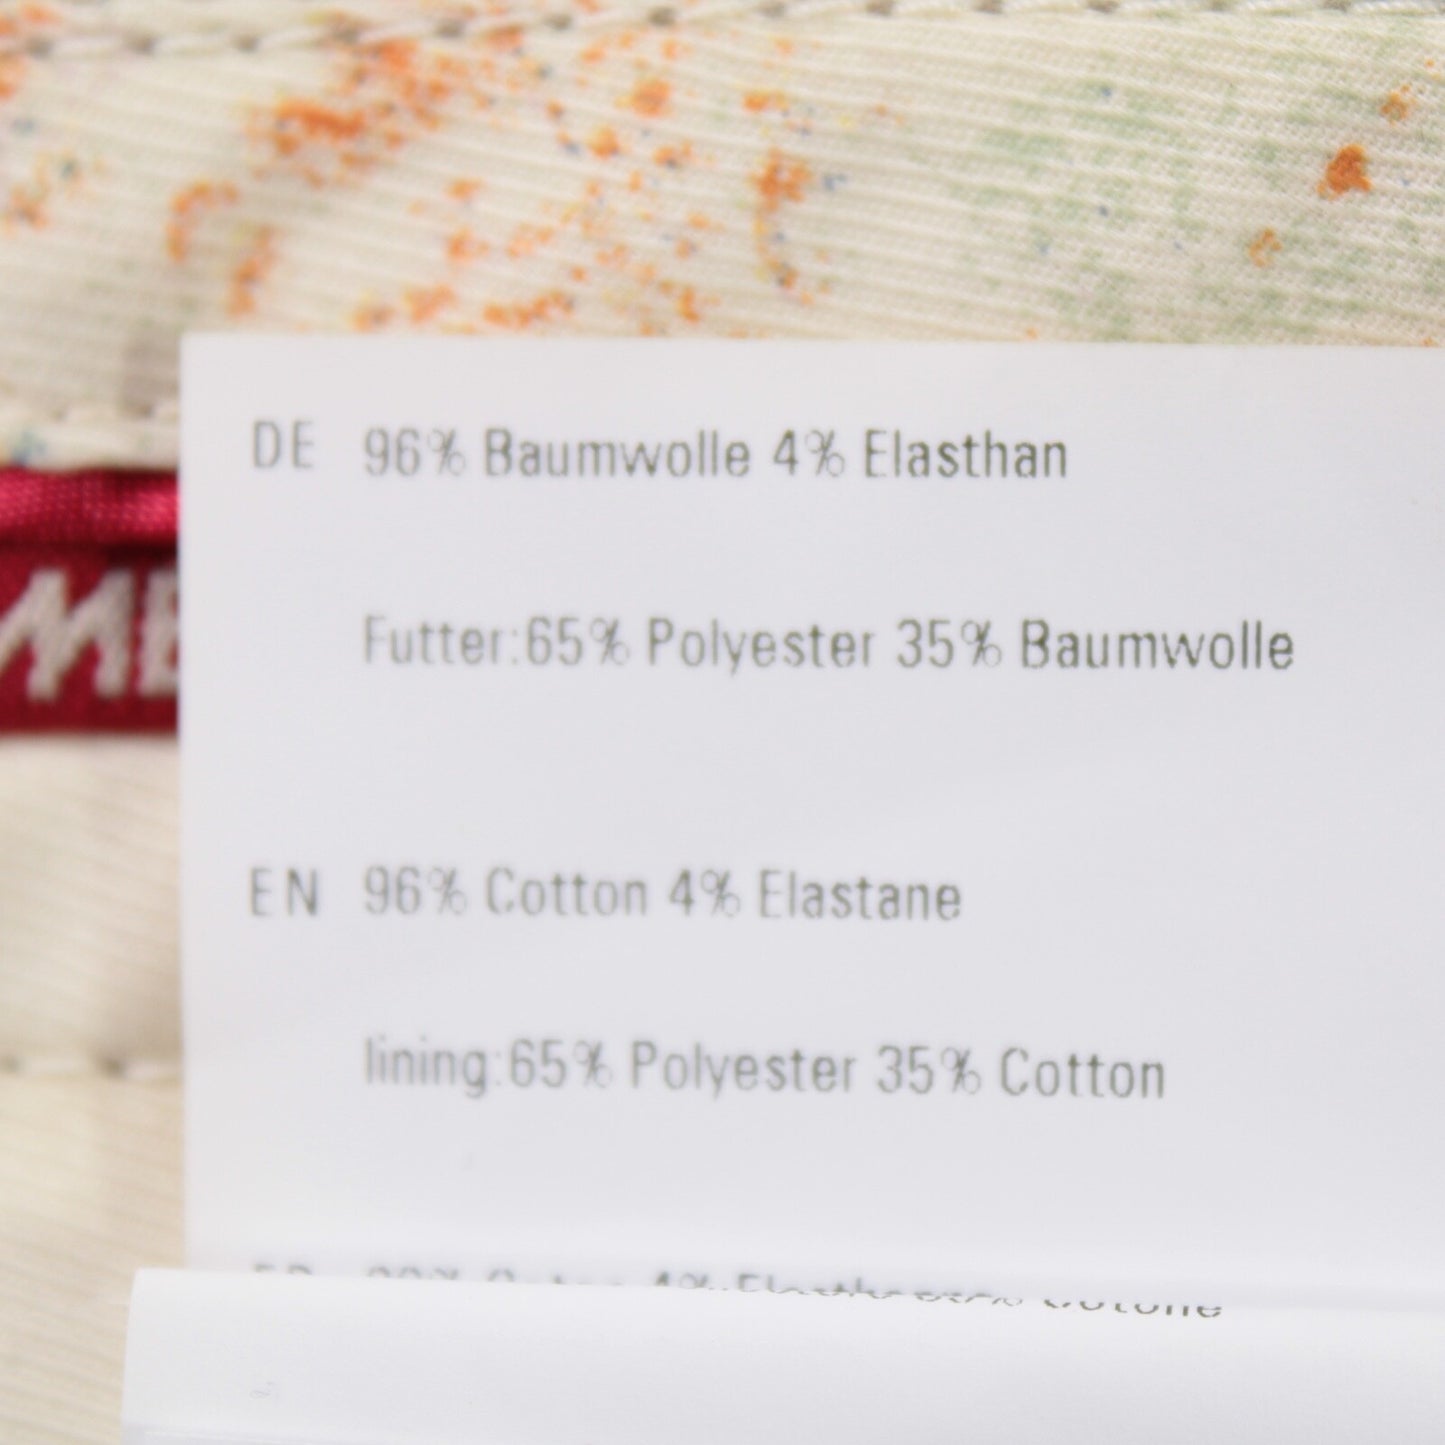 DE 96% Baumwolle 4% Elasthan
Futter:65% Polyester 35% Baumwolle
EN 96% Cotton 4% Elastane
lining:65% Polyester 35% Cotton